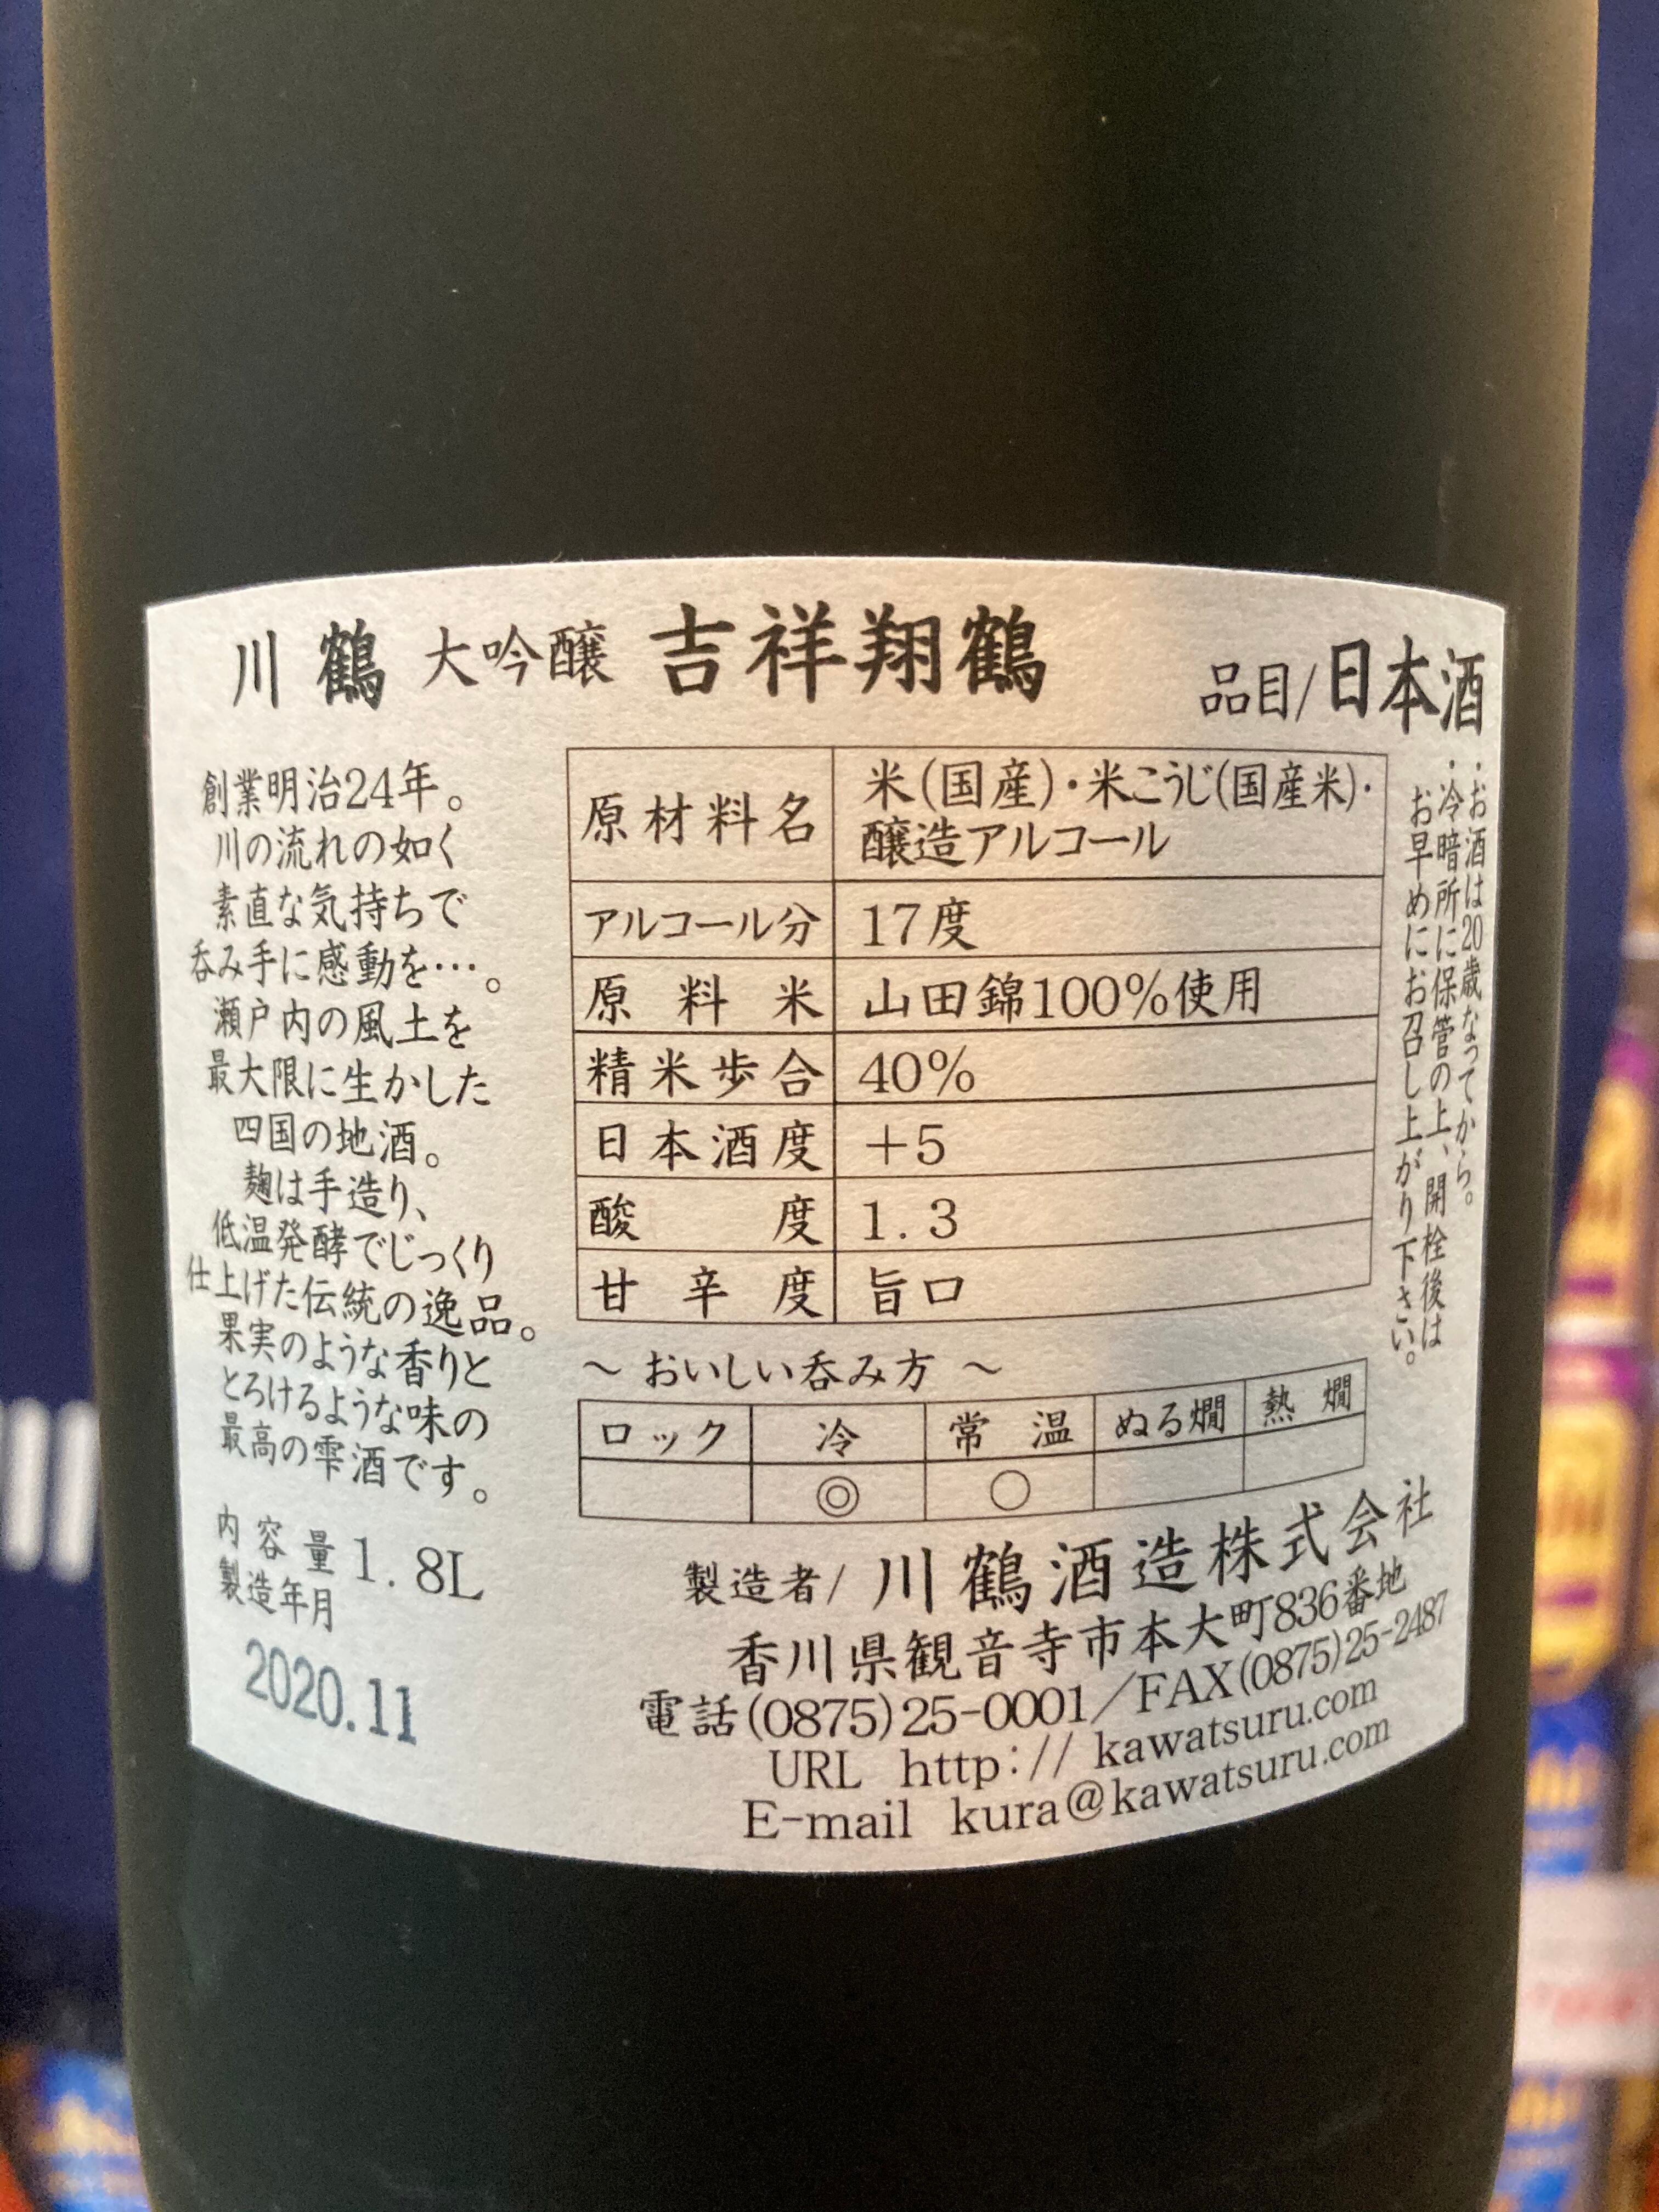 川鶴 大吟醸 吉祥翔鶴
品目/日本酒
創業明治24年。
川の流れの如く
素直な気持ちで
呑み手に感動を…。
瀬戸内の風土を
最大限に生かした
四国の地酒。
麹は手造り、
低温発酵でじっくり
仕上げた伝統の逸品。
果実のような香りと
とろけるような味の
最高の雫酒です。
内容量 1.8L
製造年月
2020.11
原材料名 米(国産)・米こうじ(国産米)・
醸造アルコール
アルコール分 17度
原料米 山田錦100%使用
精米歩合 40%
日本酒度 +5
酸度 1.3
甘辛度 旨口
～ おいしい呑み方 ～
ロック 冷 常温 ぬる燗 熱燗
◎ ○
・お酒は20歳なってから。
・冷暗所に保管の上、開栓後は
お早めにお召し上がり下さい。
製造者/川鶴酒造株式会社
香川県観音寺市本大町836番地
電話(0875)25-0001/FAX(0875)25-2487
URL http://kawatsuru.com
E-mail kura@kawatsuru.com